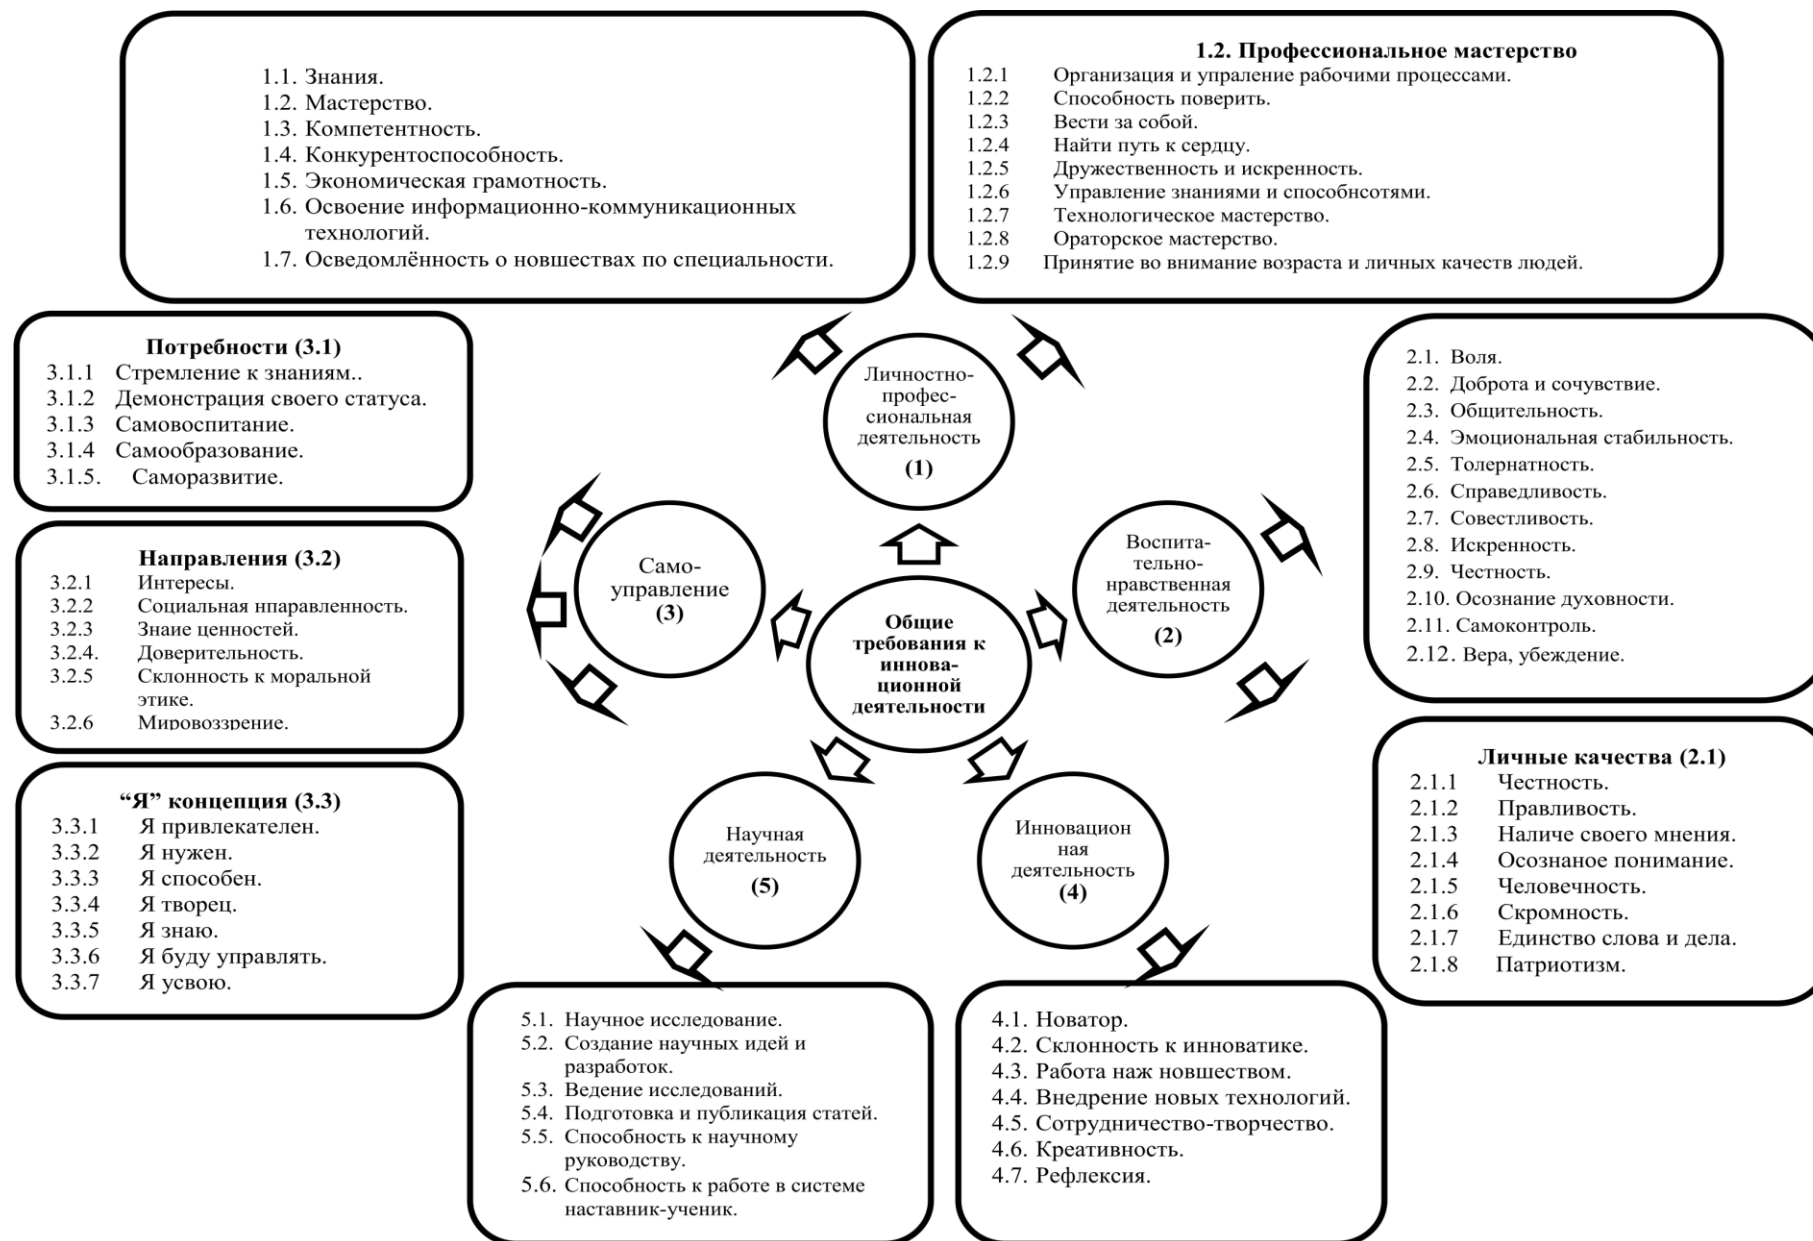 1.1. Знания.
1.2. Мастерство.
1.3. Компетентность.
1.4. Конкурентоспособность.
1.5. Экономическая грамотность.
1.6. Освоение информационно-коммуникационных
технологий.
1.7. Осведомлённость о новшествах по специальности.
1.2. Профессиональное мастерство
1.2.1 Организация и упраление рабочими процессами.
1.2.2 Способность поверить.
1.2.3 Вести за собой.
1.2.4 Найти путь к сердцу.
1.2.5 Дружественность и искренность.
1.2.6 Управление знаниями и способнсотями.
1.2.7 Технологическое мастерство.
1.2.8 Ораторское мастерство.
1.2.9 Принятие во внимание возраста и личных качеств людей.
Потребности (3.1)
3.1.1 Стремление к знаниям..
3.1.2 Демонстрация своего статуса.
3.1.3 Самовоспитание.
3.1.4 Самообразование.
3.1.5. Саморазвитие.
Направления (3.2)
3.2.1 Интересы.
3.2.2 Социальная нпаравленность.
3.2.3 Знаие ценностей.
3.2.4. Доверительность.
3.2.5 Склонность к моральной
этике.
3.2.6 Мировоззрение.
“Я” концепция (3.3)
3.3.1 Я привлекателен.
3.3.2 Я нужен.
3.3.3 Я способен.
3.3.4 Я творец.
3.3.5 Я знаю.
3.3.6 Я буду управлять.
3.3.7 Я усвою.
Личностно-
профес-
сиональная
деятельность
(1)
Само-
управление
(3)
Воспита-
тельно-
нравственная
деятельность
(2)
Общие
требования к
иннова-
ционной
деятельности
Научная
деятельность
(5)
Инновацион
ная
деятельность
(4)
2.1. Воля.
2.2. Доброта и сочувствие.
2.3. Общительность.
2.4. Эмоциональная стабильность.
2.5. Толернатность.
2.6. Справедливость.
2.7. Совестливость.
2.8. Искренность.
2.9. Честность.
2.10. Осознание духовности.
2.11. Самоконтроль.
2.12. Вера, убеждение.
Личные качества (2.1)
2.1.1 Честность.
2.1.2 Правливость.
2.1.3 Наличе своего мнения.
2.1.4 Осознаное понимание.
2.1.5 Человечность.
2.1.6 Скромность.
2.1.7 Единство слова и дела.
2.1.8 Патриотизм.
5.1. Научное исследование.
5.2. Создание научных идей и
разработок.
5.3. Ведение исследований.
5.4. Подготовка и публикация статей.
5.5. Способность к научному
руководству.
5.6. Способность к работе в системе
наставник-ученик.
4.1. Новатор.
4.2. Склонность к инноватике.
4.3. Работа наж новшеством.
4.4. Внедрение новых технологий.
4.5. Сотрудничество-творчество.
4.6. Креативность.
4.7. Рефлексия.